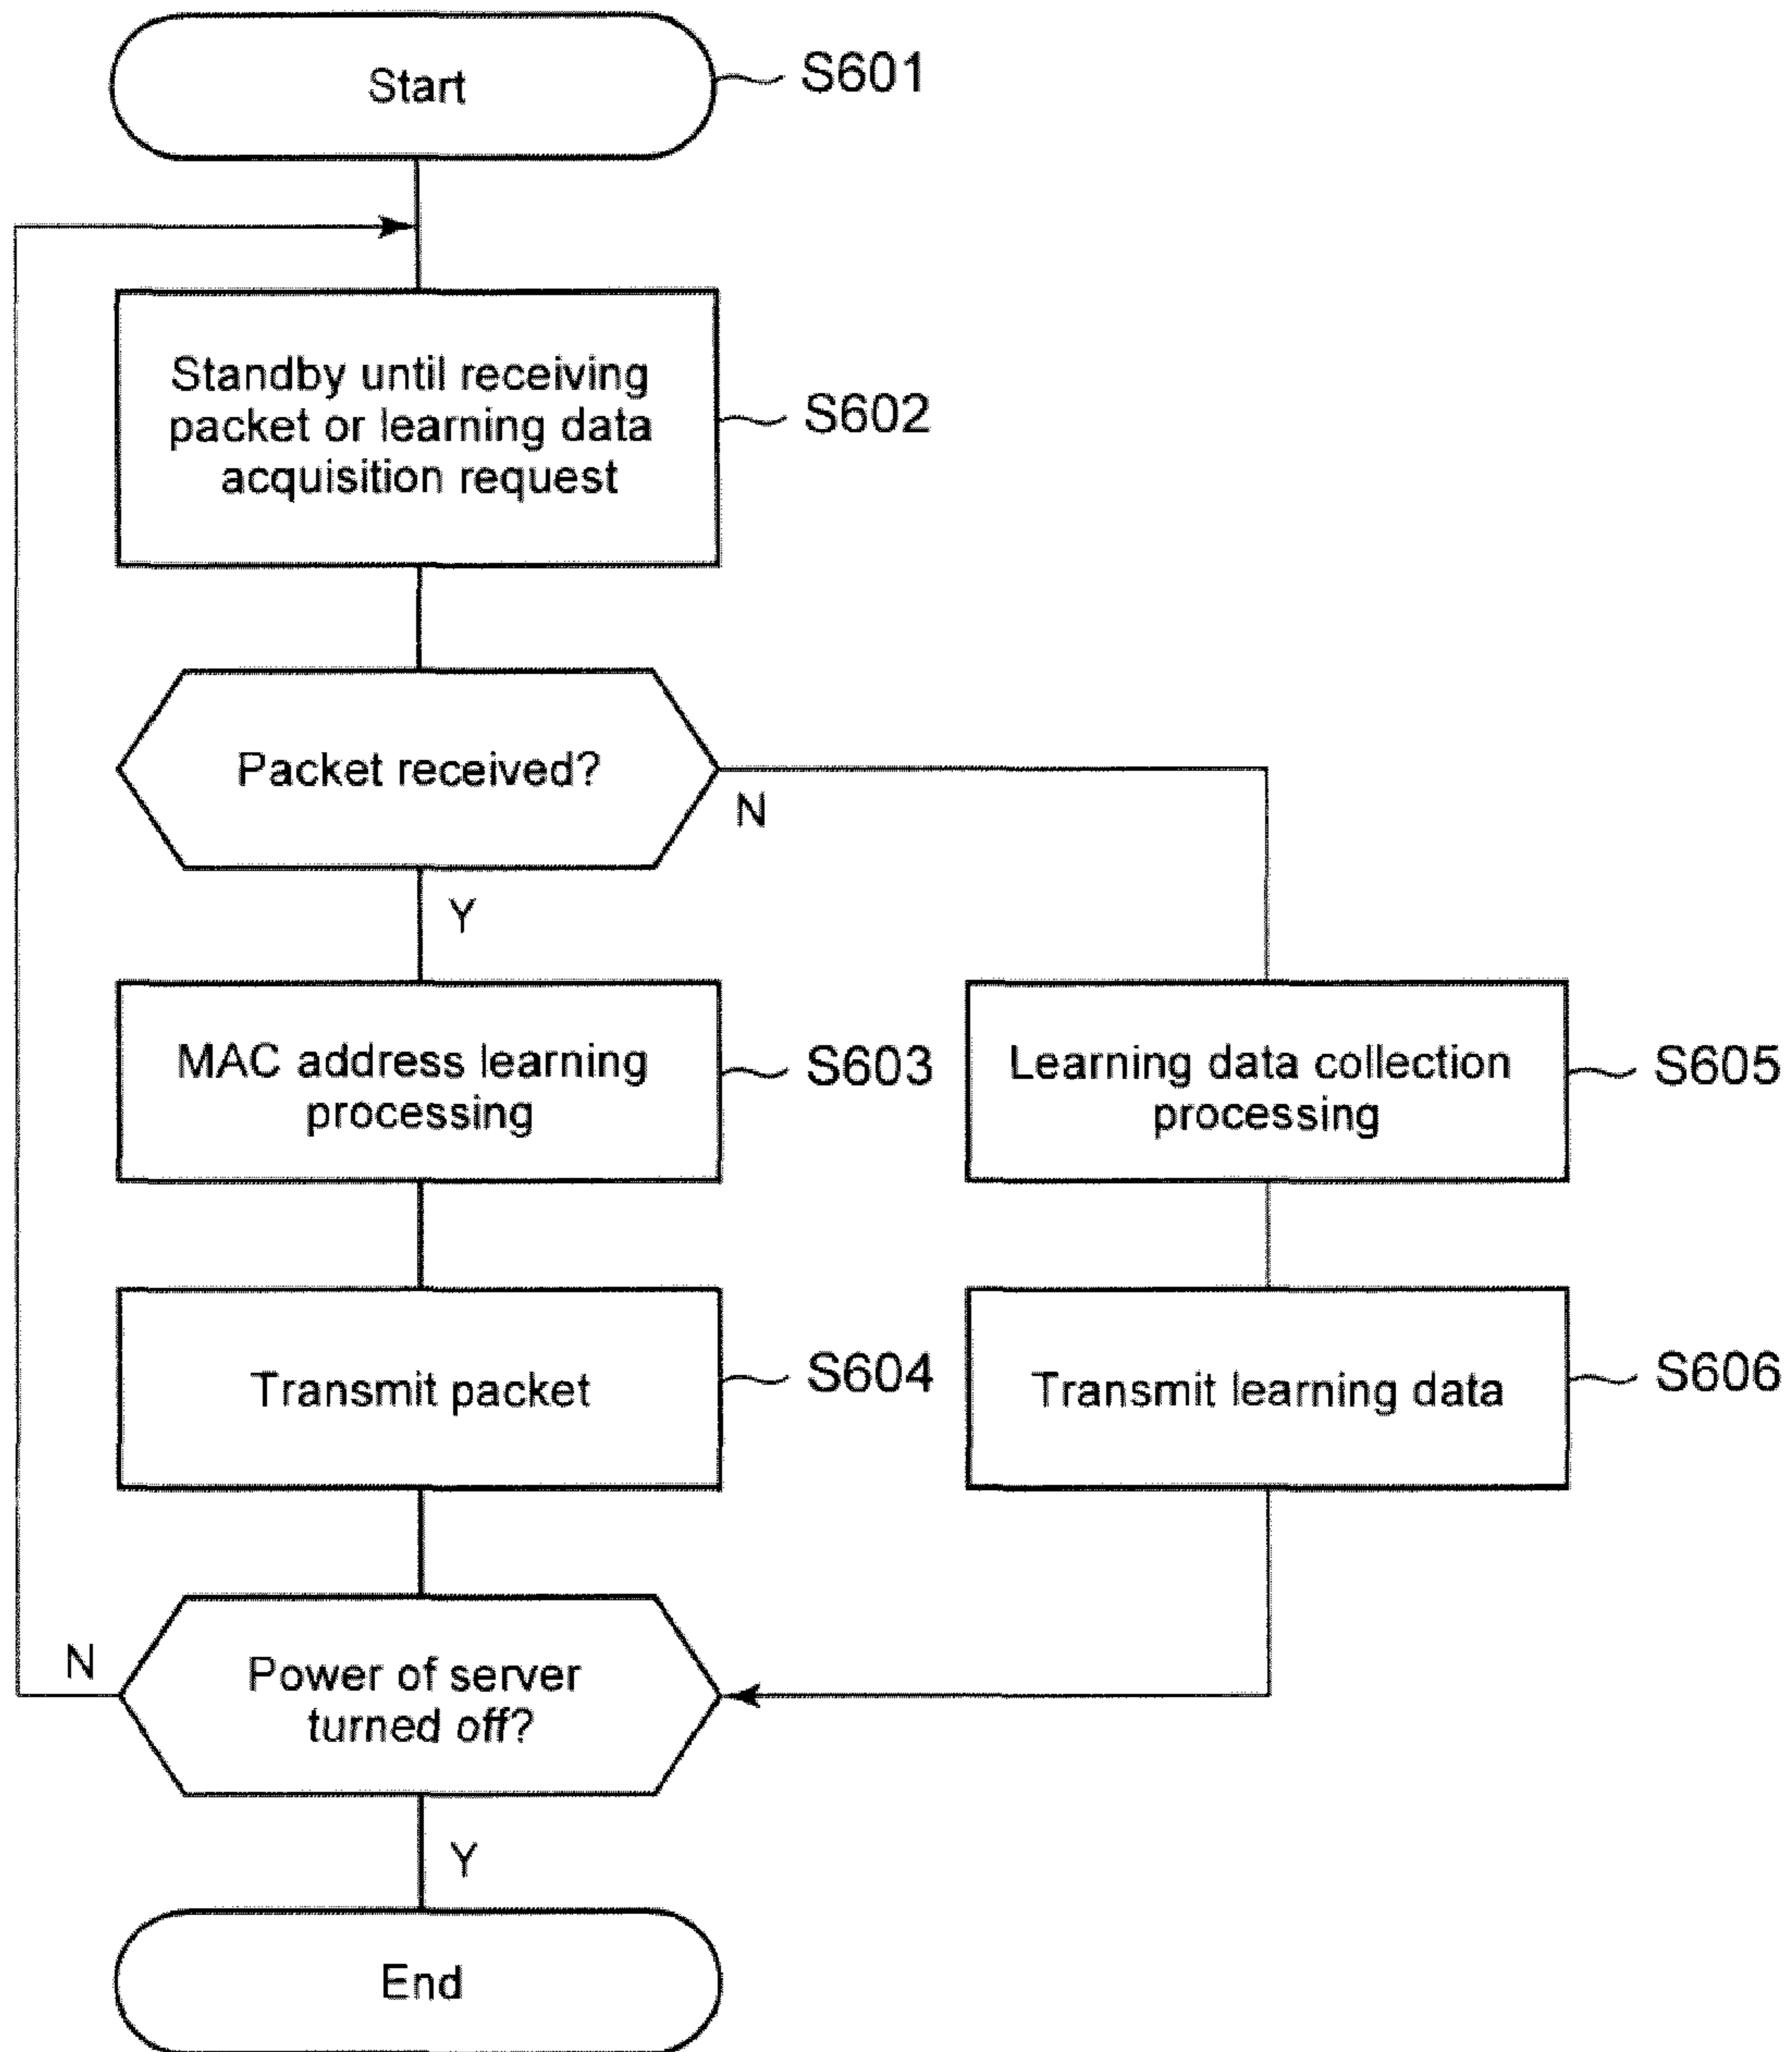 Start
S601
Standby until receiving
packet or learning data
acquisition request
S602
Packet received?
N
Y
MAC address learning
processing
S603
Learning data collection
processing
S605
Transmit packet
S604
Transmit learning data
S606
N
Power of server
turned off?
Y
End